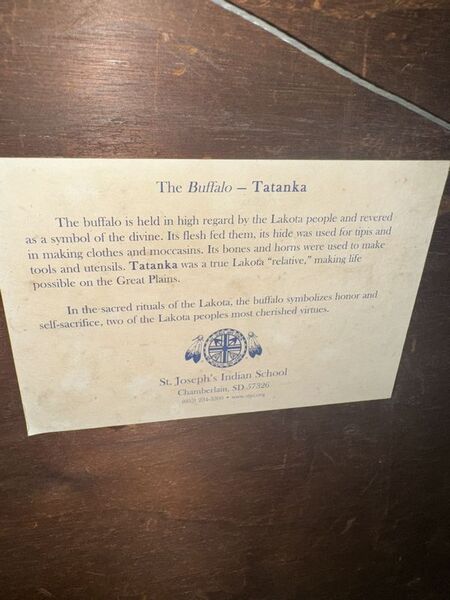 The Buffalo – Tatanka
The buffalo is held in high regard by the Lakota people and revered
as a symbol of the divine. Its flesh fed them, its hide was used for tipis and
in making clothes and moccasins. Its bones and horns were used to make
tools and utensils. Tatanka was a true Lakota “relative,” making life
possible on the Great Plains.
In the sacred rituals of the Lakota, the buffalo symbolizes honor and
self-sacrifice, two of the Lakota peoples most cherished virtues.
St. Joseph's Indian School
Chamberlain, SD 57326